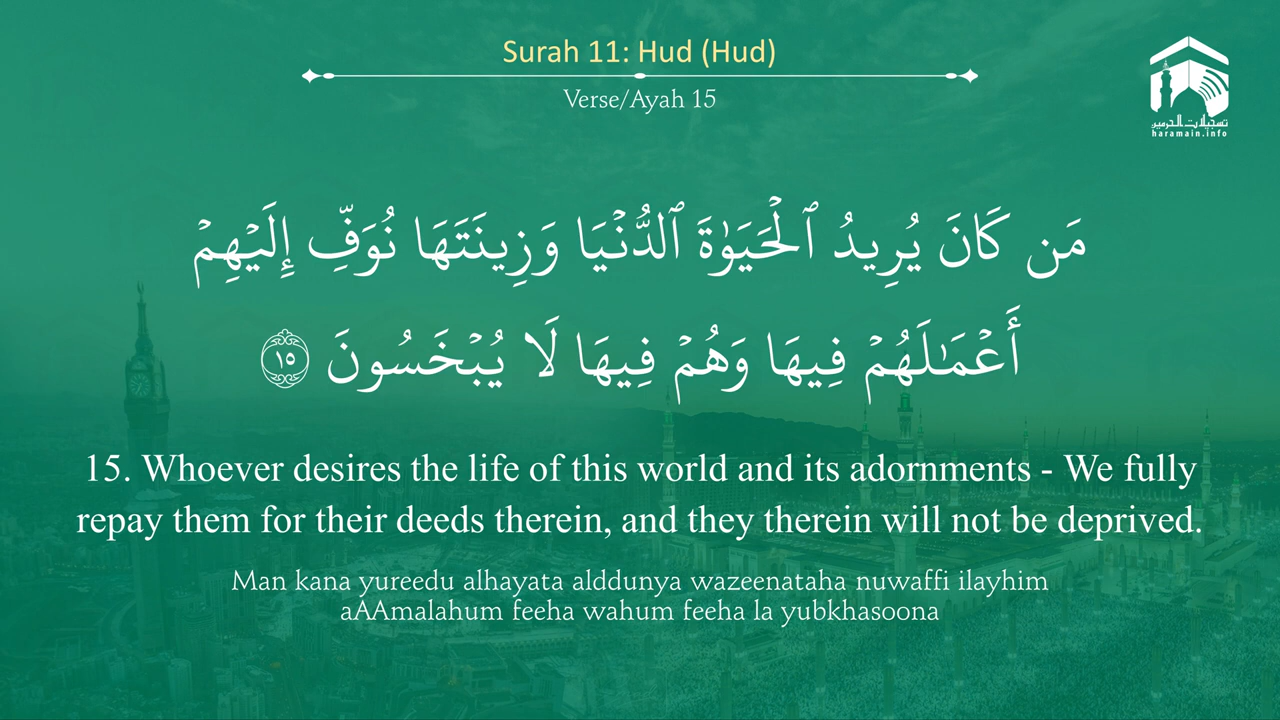 Surah 11: Hud (Hud)
Verse/Ayah 15
تسجيلات الحرمين
haramain.info
مَن كَانَ يُرِيدُ ٱلْحَيَوٰةَ ٱلدُّنْيَا وَزِينَتَهَا نُوَفِّ إِلَيْهِمْ
أَعْمَـٰلَهُمْ فِيهَا وَهُمْ فِيهَا لَا يُبْخَسُونَ ١٥
15. Whoever desires the life of this world and its adornments - We fully
repay them for their deeds therein, and they therein will not be deprived.
Man kana yureedu alhayata alddunya wazeenataha nuwaffi ilayhim
aAAmalahum feeha wahum feeha la yubkhasoona